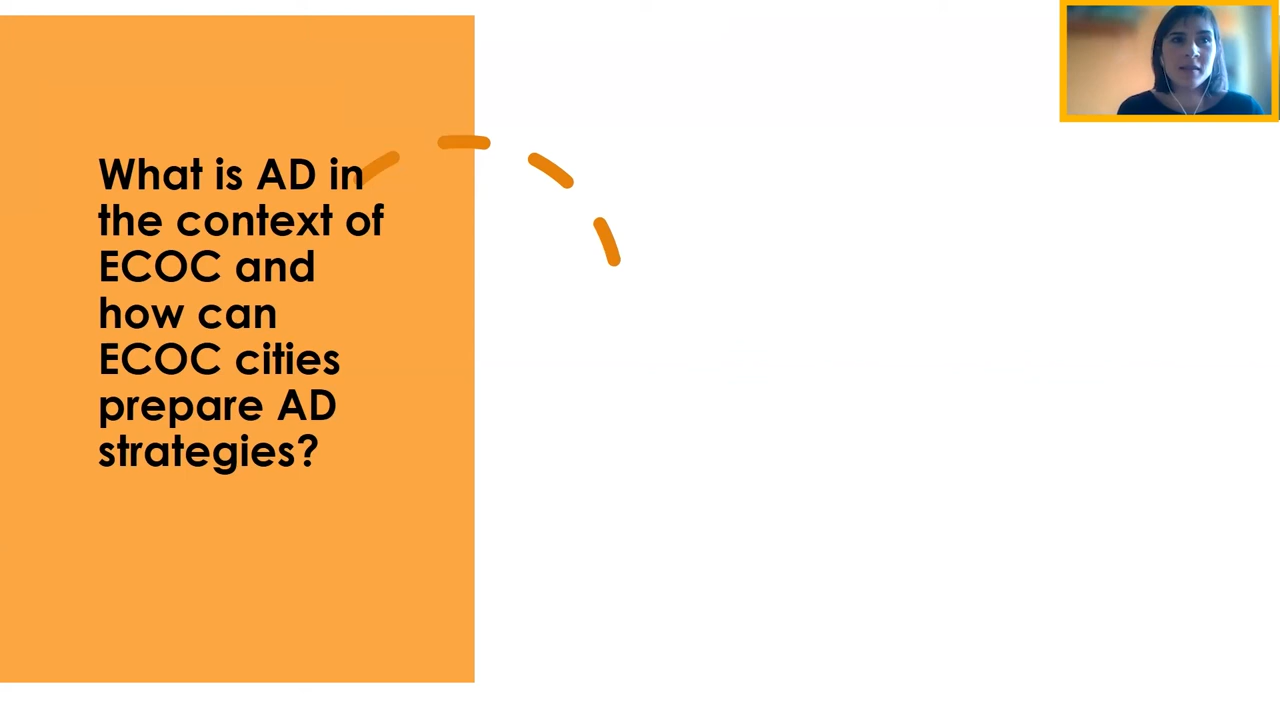 What is AD in
the context of
ECOC and
how can
ECOC cities
prepare AD
strategies?